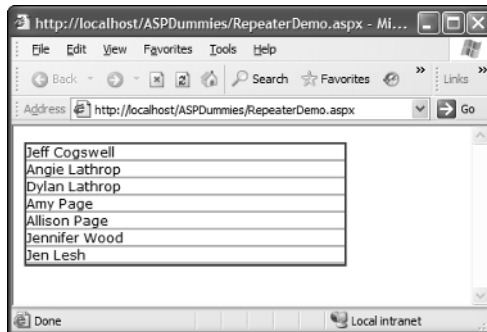 http://localhost/ASPDummies/RepeaterDemo.aspx - Mi...
File Edit View Favorites Tools Help
Back Search Favorites » Links »
Address http://localhost/ASPDummies/RepeaterDemo.aspx Go
Jeff Cogswell
Angie Lathrop
Dylan Lathrop
Amy Page
Allison Page
Jennifer Wood
Jen Lesh
Done Local intranet